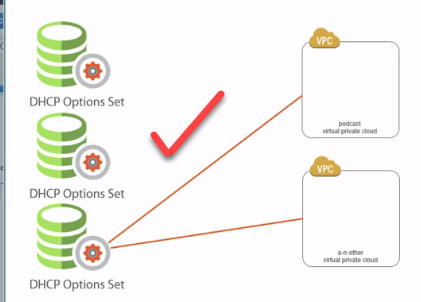 DHCP Options Set
VPC
podcast
virtual private cloud
DHCP Options Set
VPC
a-n-other
virtual private cloud
DHCP Options Set